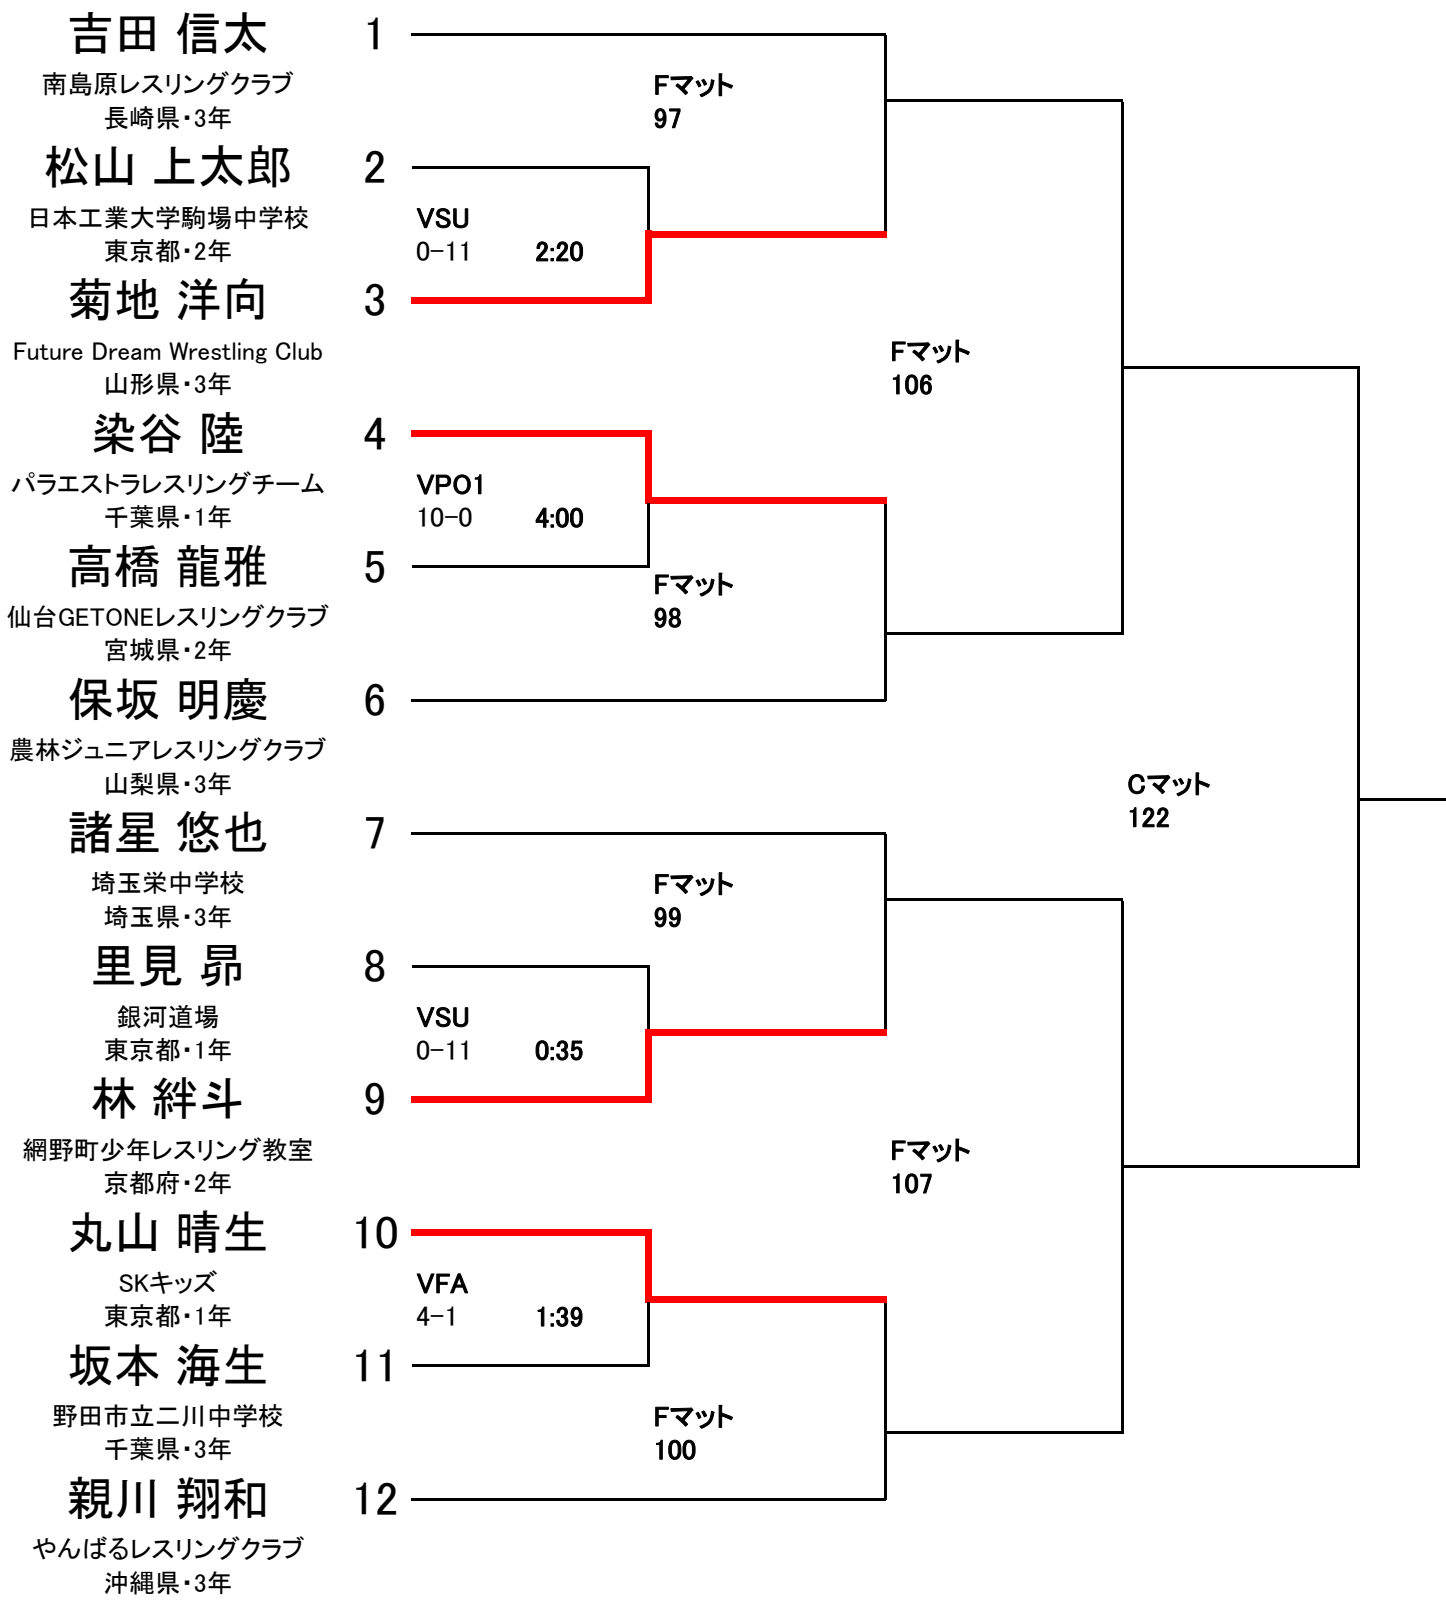 吉田 信太 1
南島原レスリングクラブ
長崎県・3年
Fマット
97
松山 上太郎 2
日本工業大学駒場中学校
東京都・2年
VSU
0-11 2:20
菊地 洋向 3
Future Dream Wrestling Club
山形県・3年
Fマット
106
染谷 陸 4
パラエストラレスリングチーム
千葉県・1年
VPO1
10-0 4:00
高橋 龍雅 5
仙台GETONEレスリングクラブ
宮城県・2年
Fマット
98
保坂 明慶 6
農林ジュニアレスリングクラブ
山梨県・3年
Cマット
122
諸星 悠也 7
埼玉栄中学校
埼玉県・3年
Fマット
99
里見 昴 8
銀河道場
東京都・1年
VSU
0-11 0:35
林 絆斗 9
網野町少年レスリング教室
京都府・2年
Fマット
107
丸山 晴生 10
SKキッズ
東京都・1年
VFA
4-1 1:39
坂本 海生 11
野田市立二川中学校
千葉県・3年
Fマット
100
親川 翔和 12
やんばるレスリングクラブ
沖縄県・3年